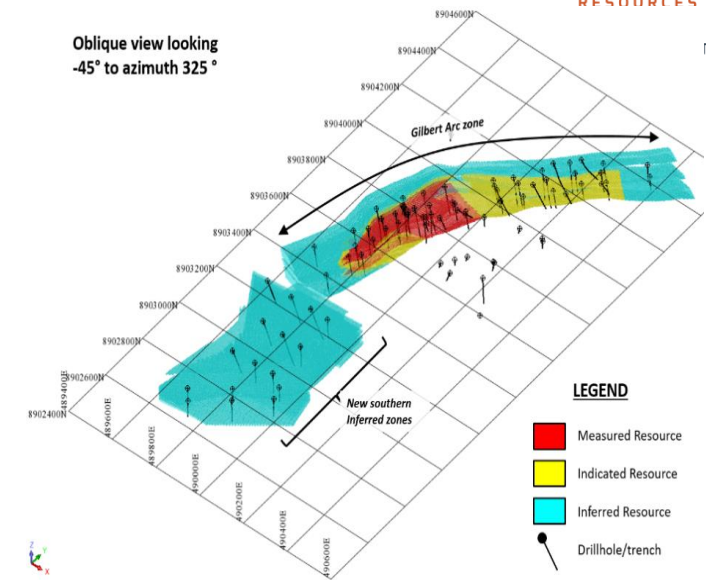 RESOURCES
Oblique view looking
-45° to azimuth 325 °
8904600N
8904400N
8904200N
8904000N
8903800N
8903600N
8903400N
8903200N
8903000N
8902800N
8902600N
8902400N
489400E
489600E
489800E
490000E
490200E
490400E
490600E
Gilbert Arc zone
New southern
Inferred zones
LEGEND
Measured Resource
Indicated Resource
Inferred Resource
Drillhole/trench
Z
Y
X